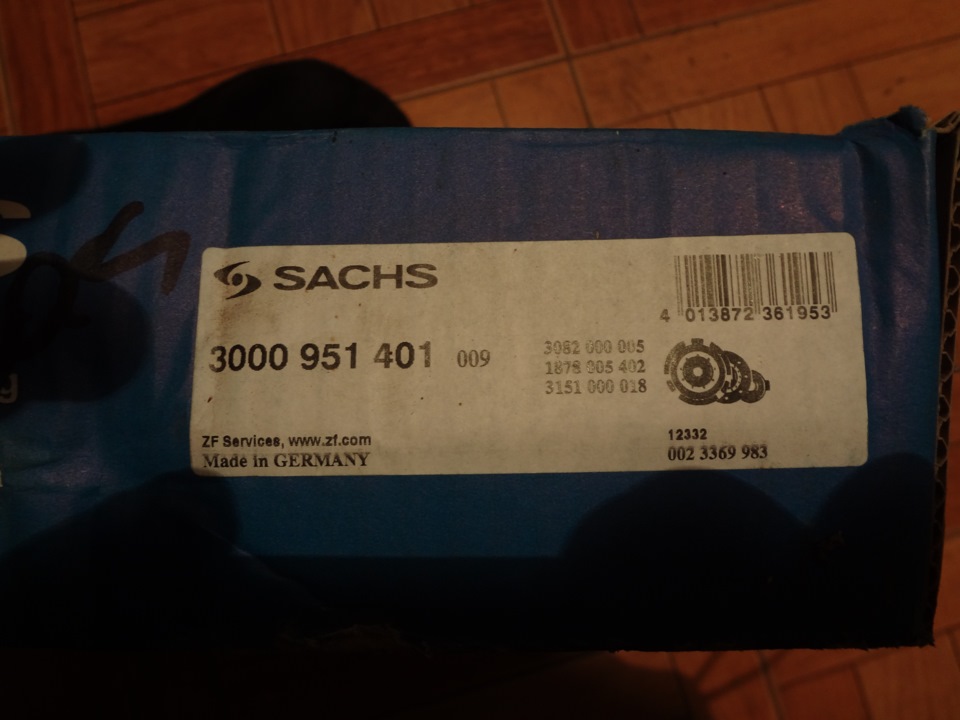 SACHS
4 013872 361953
3000 951 401 009
3082 000 005
1878 005 402
3151 000 018
ZF Services, www.zf.com
Made in GERMANY
12332
002 3369 983